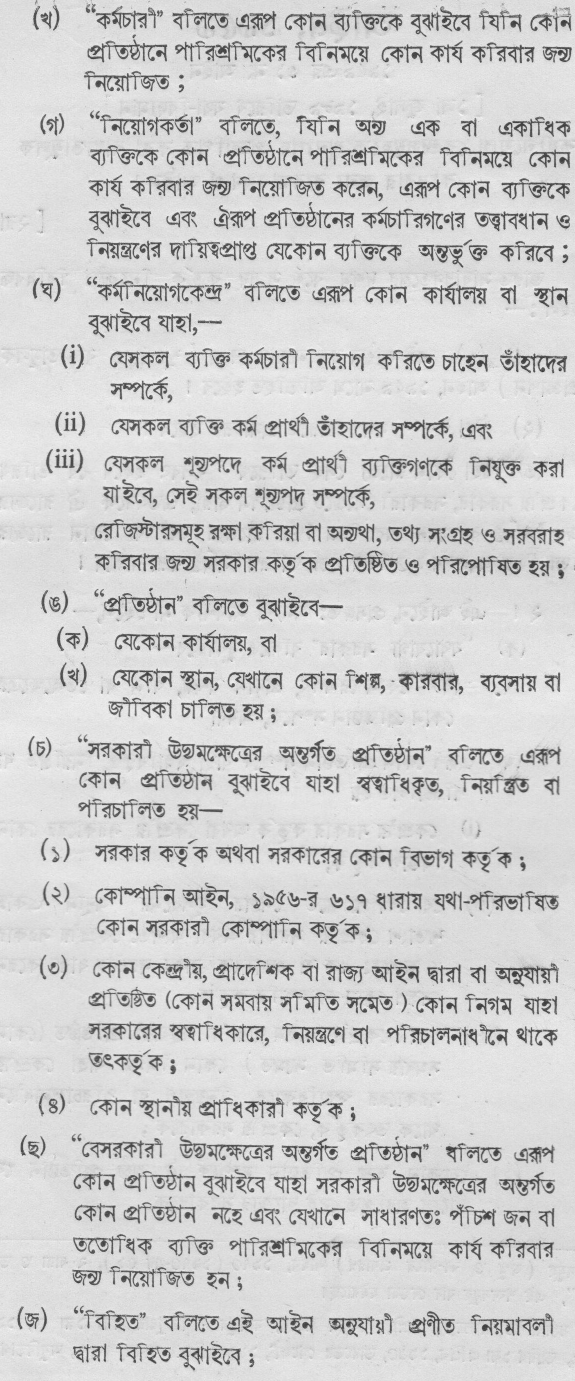 (খ) “কর্মচারী” বলিতে এরূপ কোন ব্যক্তিকে বুঝাইবে যিনি কোন
প্রতিষ্ঠানে পারিশ্রমিকের বিনিময়ে কোন কার্য করিবার জন্য
নিয়োজিত ;
(গ) “নিয়োগকর্তা” বলিতে, যিনি অন্য এক বা একাধিক
ব্যক্তিকে কোন প্রতিষ্ঠানে পারিশ্রমিকের বিনিময়ে কোন
কার্য করিবার জন্য নিয়োজিত করেন, এরূপ কোন ব্যক্তিকে
বুঝাইবে এবং ঐরূপ প্রতিষ্ঠানের কর্মচারিগণের তত্ত্বাবধান ও
নিয়ন্ত্রণের দায়িত্বপ্রাপ্ত যেকোন ব্যক্তিকে অন্তর্ভুক্ত করিবে ;
(ঘ) “কর্মনিয়োগকেন্দ্র” বলিতে এরূপ কোন কার্যালয় বা স্থান
বুঝাইবে যাহা,—
(i) যেসকল ব্যক্তি কর্মচারী নিয়োগ করিতে চাহেন তাঁহাদের
সম্পর্কে,
(ii) যেসকল ব্যক্তি কর্ম প্রার্থী তাঁহাদের সম্পর্কে, এবং
(iii) যেসকল শূন্যপদে কর্ম প্রার্থী ব্যক্তিগণকে নিযুক্ত করা
যাইবে, সেই সকল শূন্যপদ সম্পর্কে,
রেজিস্টারসমূহ রক্ষা করিয়া বা অন্যথা, তথ্য সংগ্রহ ও সরবরাহ
করিবার জন্য সরকার কর্তৃক প্রতিষ্ঠিত ও পরিপোষিত হয় ;
(ঙ) “প্রতিষ্ঠান” বলিতে বুঝাইবে—
(ক) যেকোন কার্যালয়, বা
(খ) যেকোন স্থান, যেখানে কোন শিল্প, কারবার, ব্যবসায় বা
জীবিকা চালিত হয় ;
(চ) “সরকারী উদ্যমক্ষেত্রের অন্তর্গত প্রতিষ্ঠান” বলিতে এরূপ
কোন প্রতিষ্ঠান বুঝাইবে যাহা স্বত্বাধিকৃত, নিয়ন্ত্রিত বা
পরিচালিত হয়—
(১) সরকার কর্তৃক অথবা সরকারের কোন বিভাগ কর্তৃক ;
(২) কোম্পানি আইন, ১৯৫৬-র ৬১৭ ধারায় যথা-পরিভাষিত
কোন সরকারী কোম্পানি কর্তৃক ;
(৩) কোন কেন্দ্রীয়, প্রাদেশিক বা রাজ্য আইন দ্বারা বা অনুযায়ী
প্রতিষ্ঠিত (কোন সমবায় সমিতি সমেত ) কোন নিগম যাহা
সরকারের স্বত্বাধিকারে, নিয়ন্ত্রণে বা পরিচালনাধীনে থাকে
তৎকর্তৃক ;
(৪) কোন স্থানীয় প্রাধিকারী কর্তৃক ;
(ছ) “বেসরকারী উদ্যমক্ষেত্রের অন্তর্গত প্রতিষ্ঠান” বলিতে এরূপ
কোন প্রতিষ্ঠান বুঝাইবে যাহা সরকারী উদ্যমক্ষেত্রের অন্তর্গত
কোন প্রতিষ্ঠান নহে এবং যেখানে সাধারণতঃ পঁচিশ জন বা
ততোধিক ব্যক্তি পারিশ্রমিকের বিনিময়ে কার্য করিবার
জন্য নিয়োজিত হন ;
(জ) “বিহিত” বলিতে এই আইন অনুযায়ী প্রণীত নিয়মাবলী
দ্বারা বিহিত বুঝাইবে ;